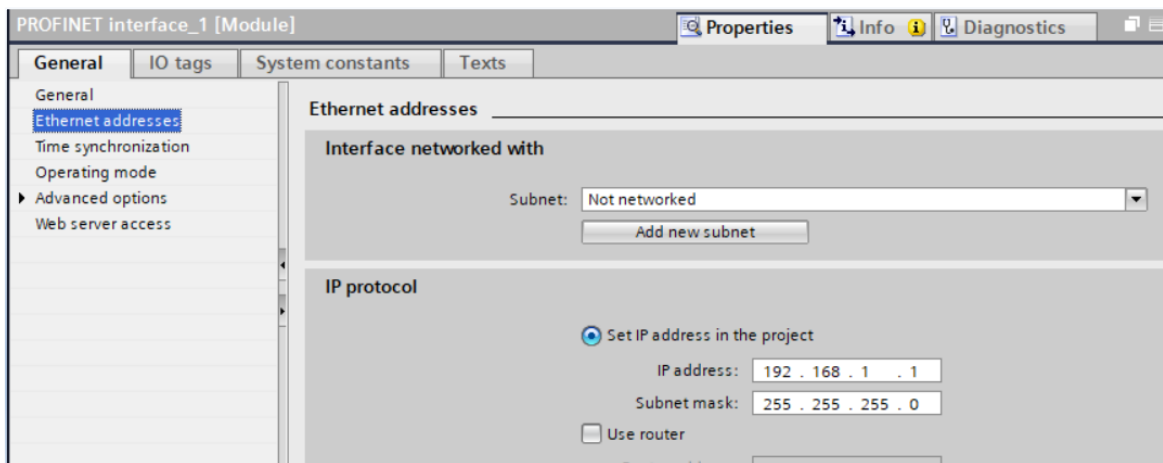 PROFINET interface_1 [Module]
Properties
Info
Diagnostics
General
IO tags
System constants
Texts
General
Ethernet addresses
Time synchronization
Operating mode
Advanced options
Web server access
Ethernet addresses
Interface networked with
Subnet: Not networked
Add new subnet
IP protocol
Set IP address in the project
IP address: 192 . 168 . 1 . 1
Subnet mask: 255 . 255 . 255 . 0
Use router